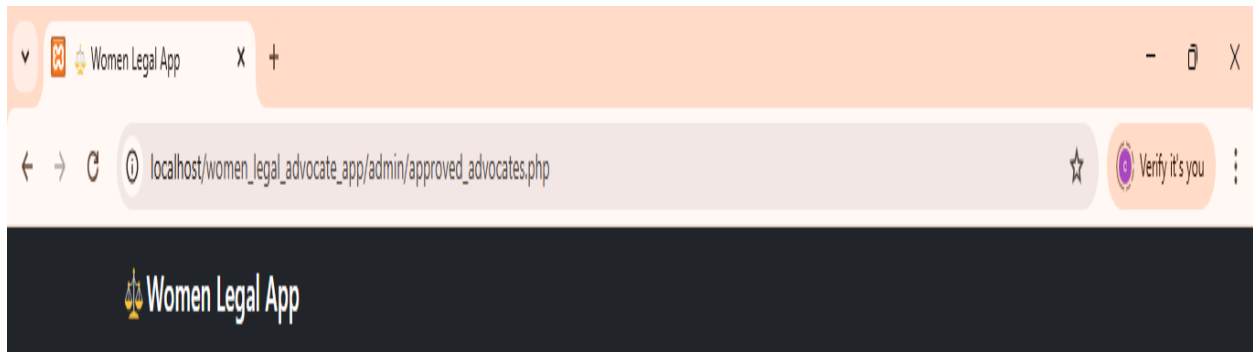 ⚖️ Women Legal App
localhost/women_legal_advocate_app/admin/approved_advocates.php
Verify it's you
⚖️Women Legal App